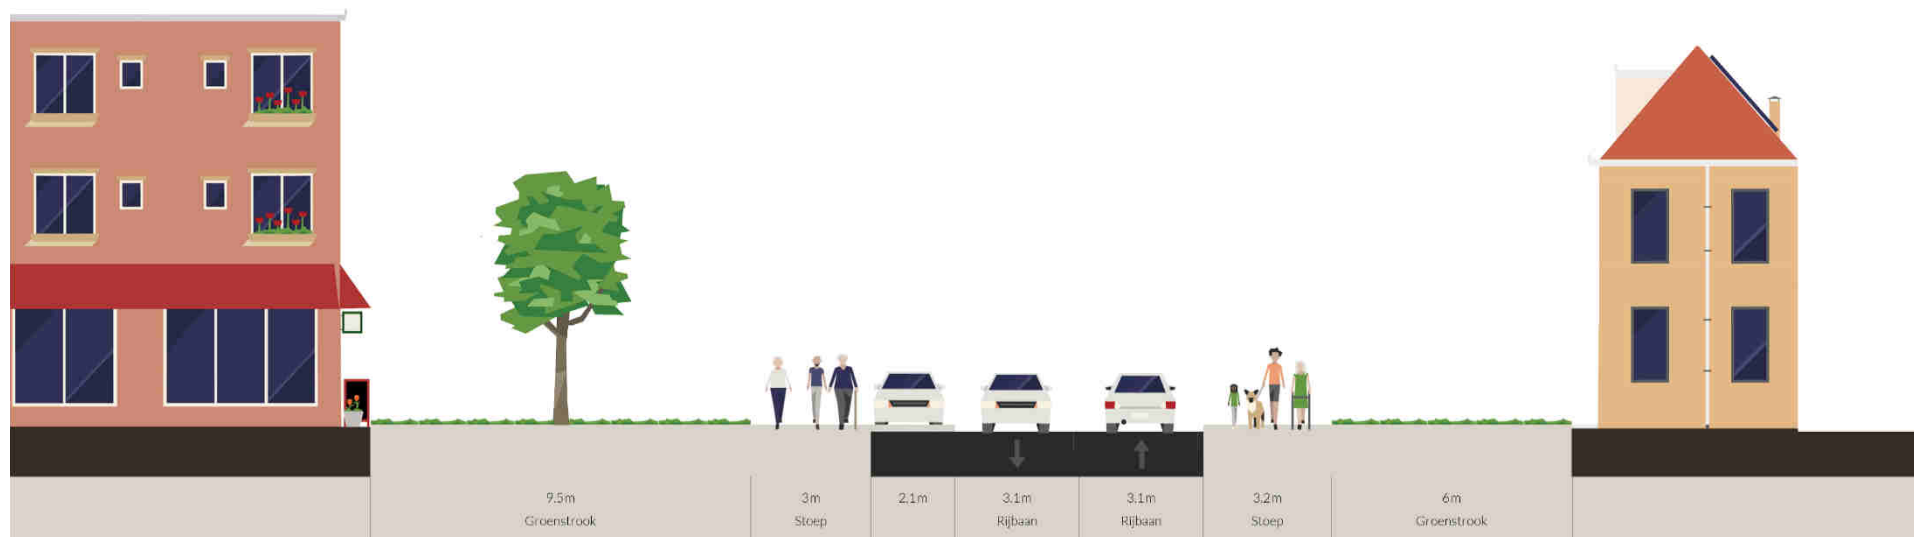 9.5m
Groenstrook
3m
Stoep
2.1m
3.1m
Rijbaan
3.1m
Rijbaan
3.2m
Stoep
6m
Groenstrook